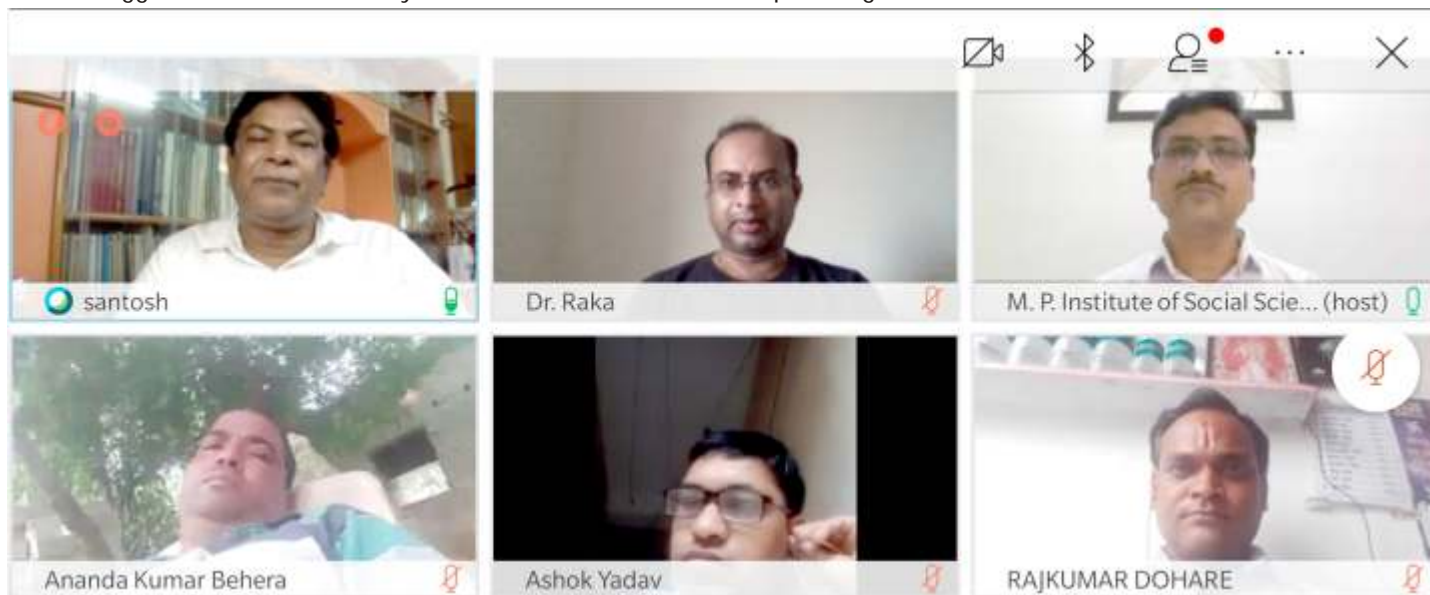 santosh
Dr. Raka
M. P. Institute of Social Scie... (host)
Ananda Kumar Behera
Ashok Yadav
RAJKUMAR DOHARE